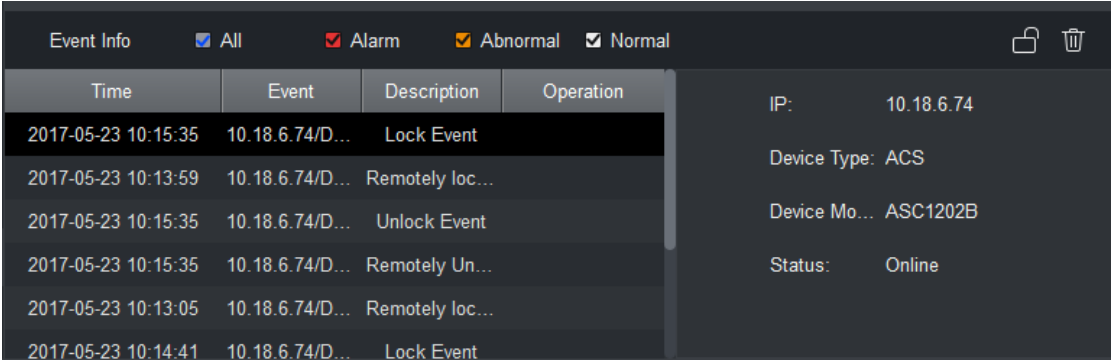 Event Info All Alarm Abnormal Normal
Time Event Description Operation
2017-05-23 10:15:35 10.18.6.74/D... Lock Event
2017-05-23 10:13:59 10.18.6.74/D... Remotely loc...
2017-05-23 10:15:35 10.18.6.74/D... Unlock Event
2017-05-23 10:15:35 10.18.6.74/D... Remotely Un...
2017-05-23 10:13:05 10.18.6.74/D... Remotely loc...
2017-05-23 10:14:41 10.18.6.74/D... Lock Event
IP: 10.18.6.74
Device Type: ACS
Device Mo... ASC1202B
Status: Online